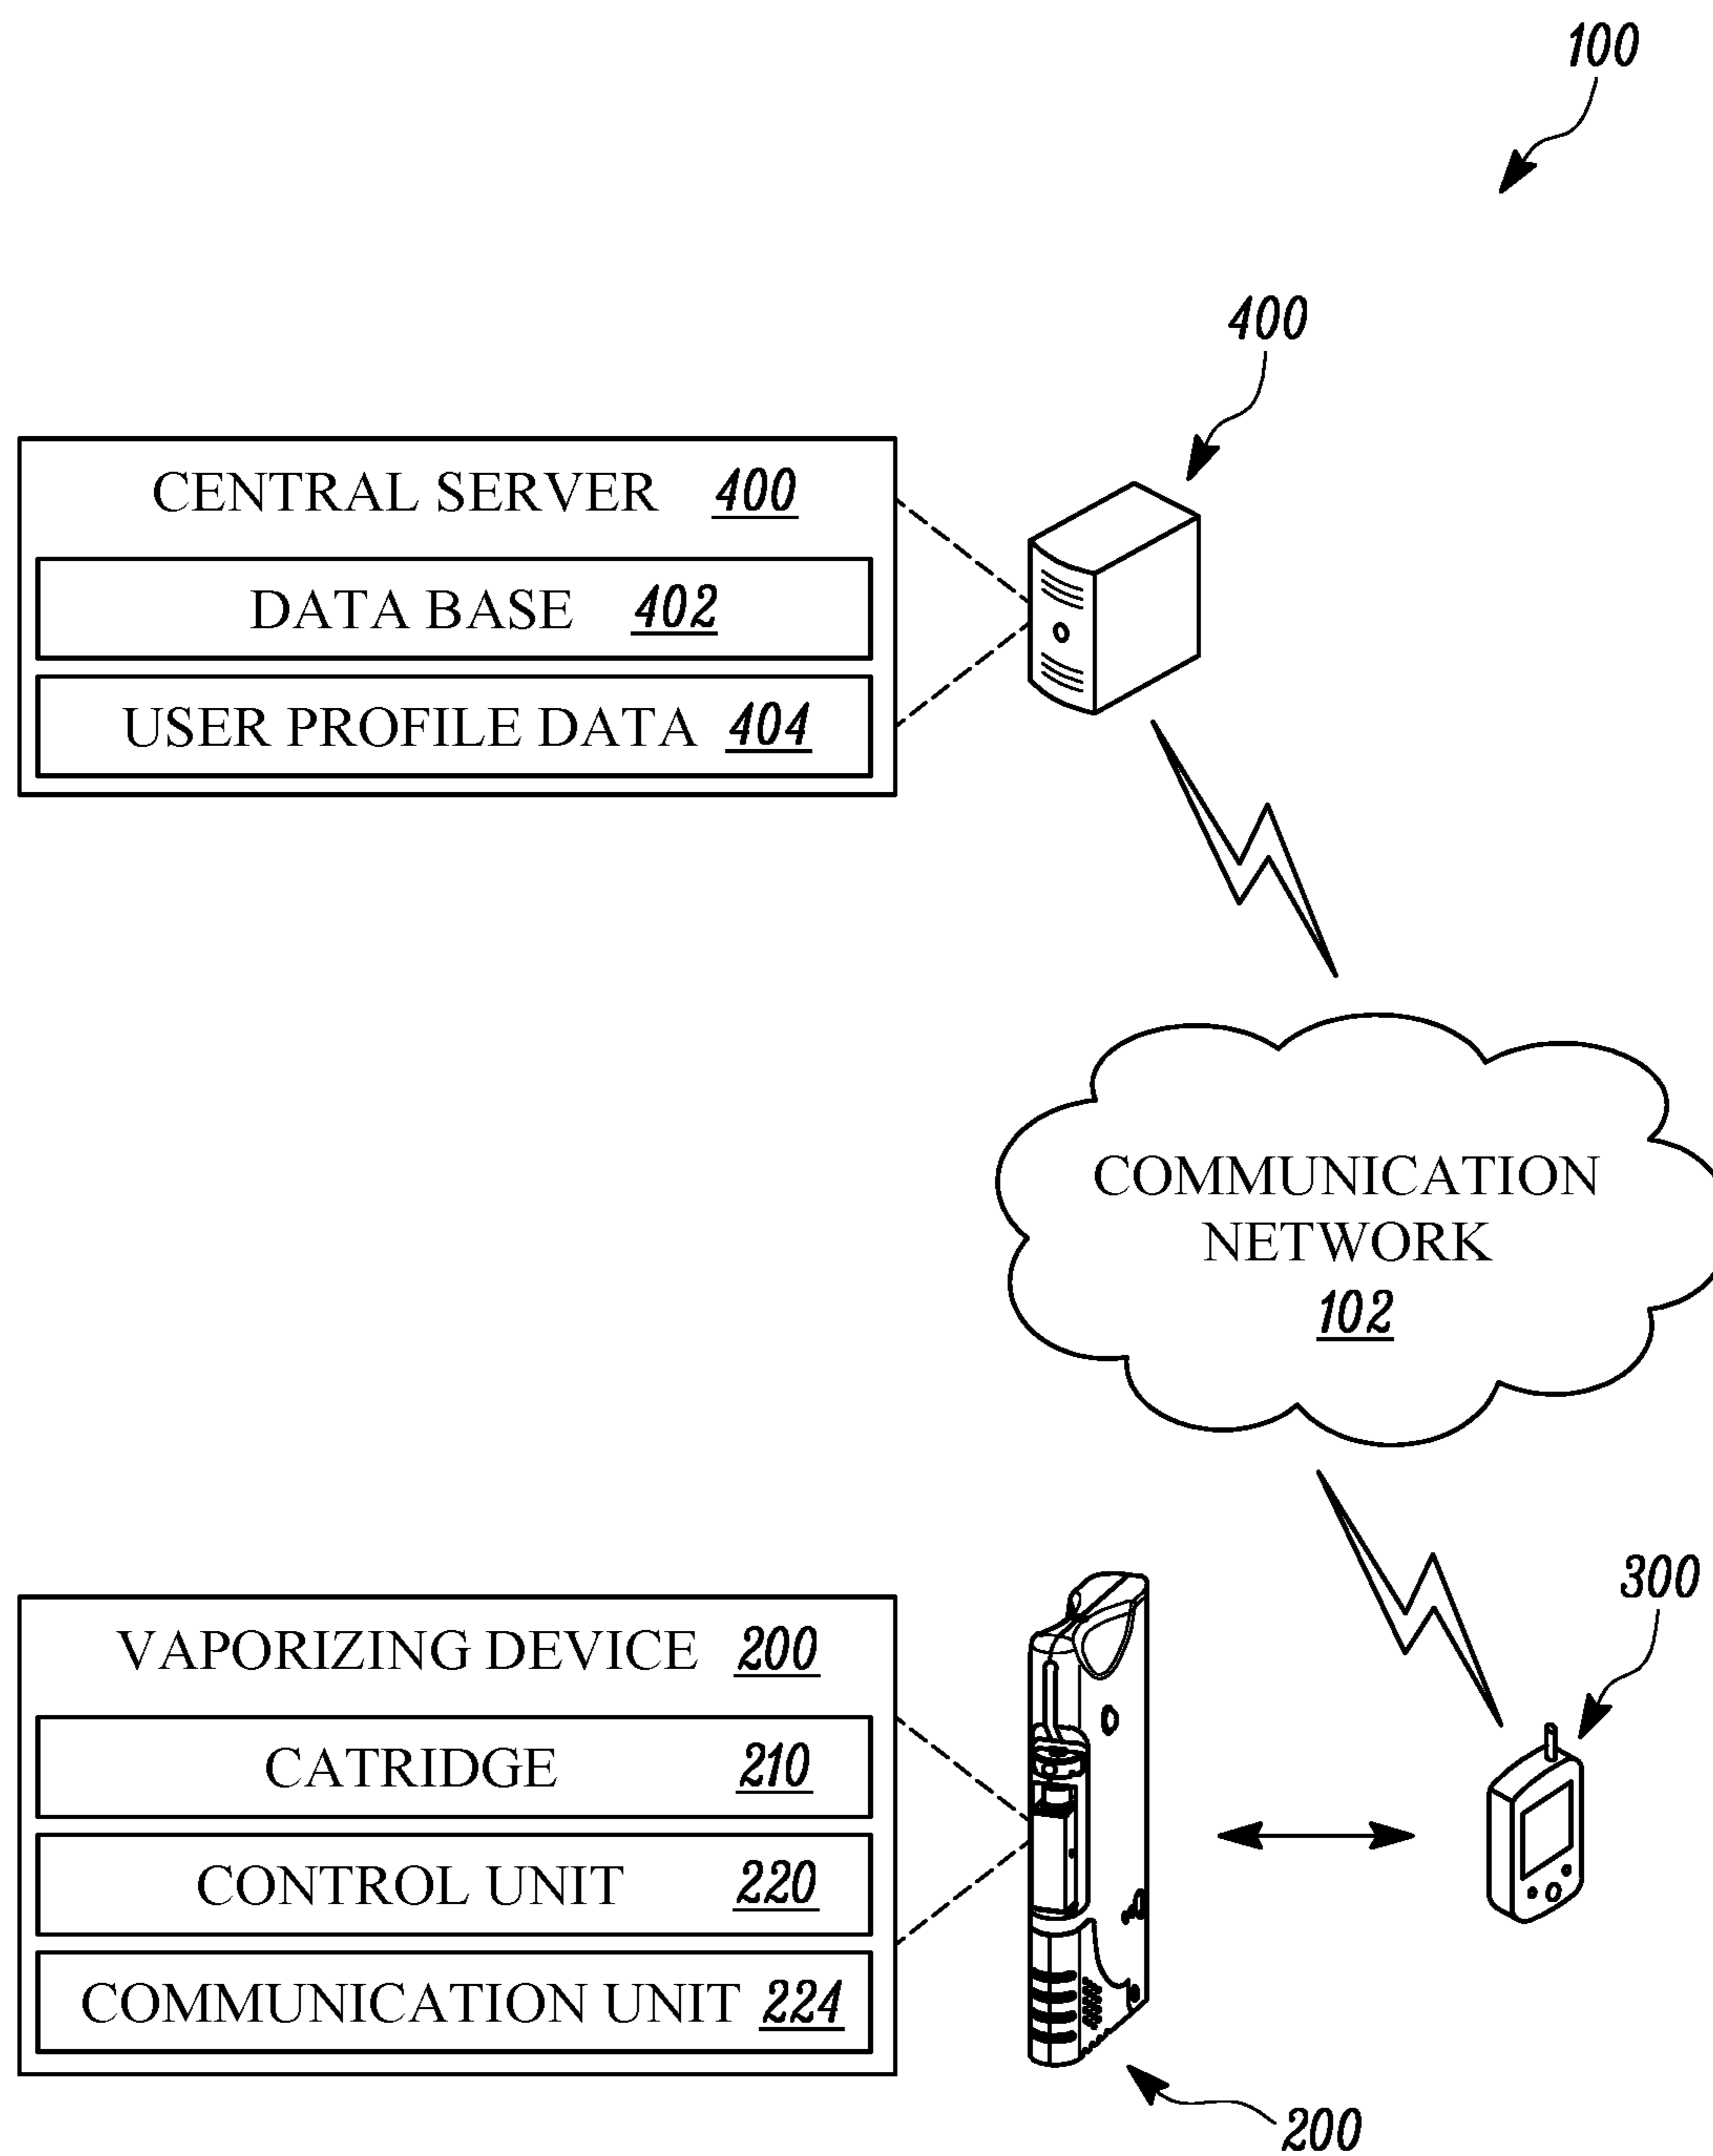 100
400
CENTRAL SERVER 400
DATA BASE 402
USER PROFILE DATA 404
COMMUNICATION
NETWORK
102
300
VAPORIZING DEVICE 200
CATRIDGE 210
CONTROL UNIT 220
COMMUNICATION UNIT 224
200